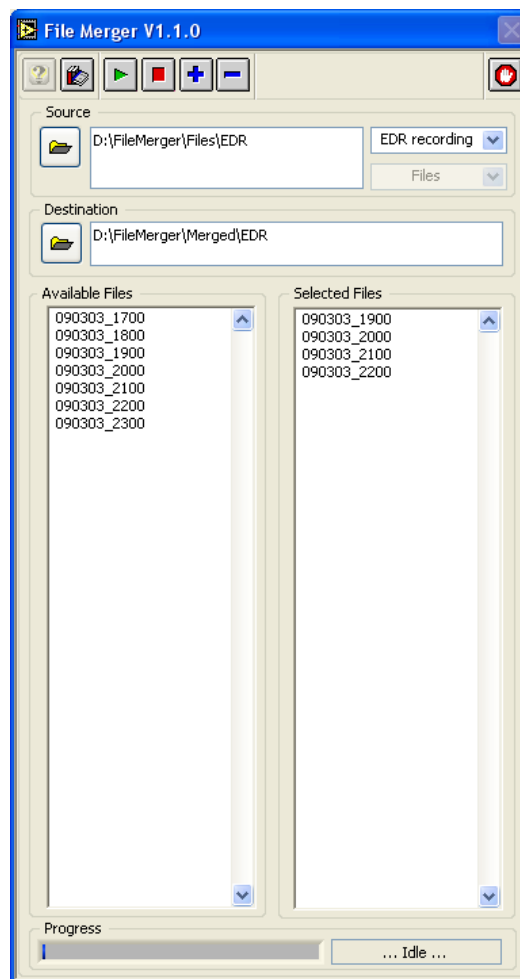 File Merger V1.1.0
Source
D:\FileMerger\Files\EDR
EDR recording
Files
Destination
D:\FileMerger\Merged\EDR
Available Files
090303_1700
090303_1800
090303_1900
090303_2000
090303_2100
090303_2200
090303_2300
Selected Files
090303_1900
090303_2000
090303_2100
090303_2200
Progress
... Idle ...